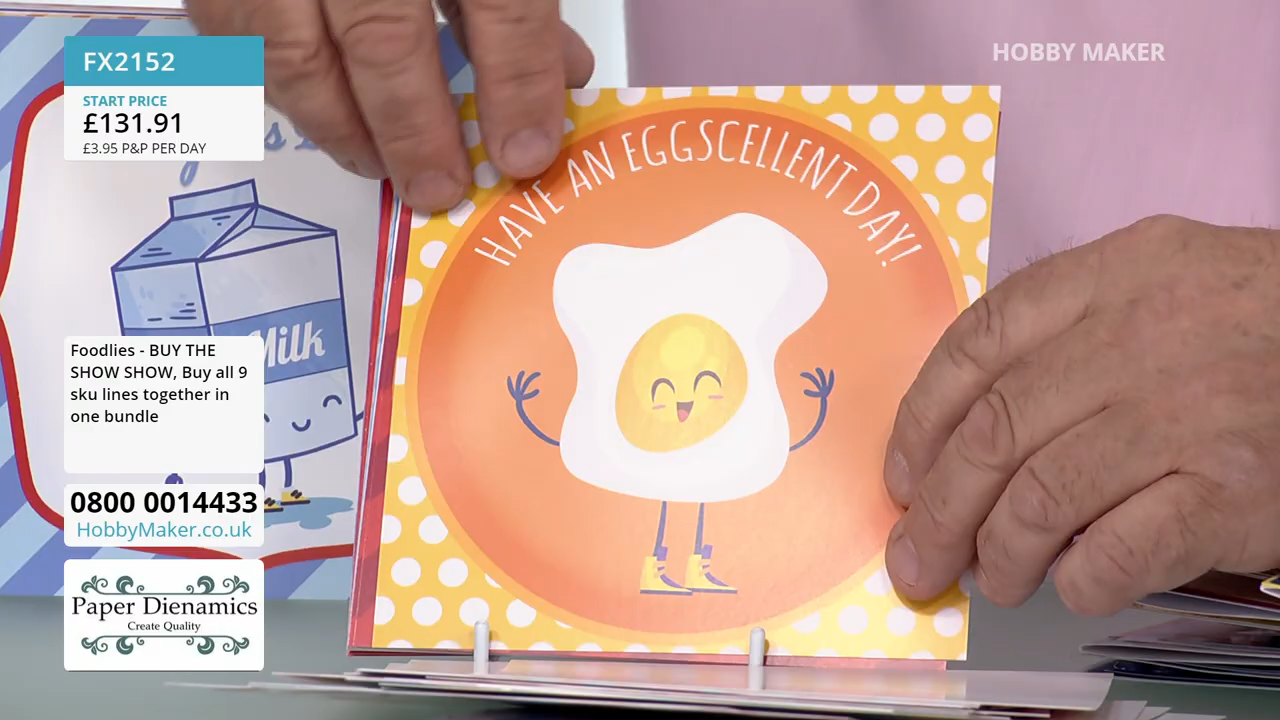 FX2152
START PRICE
£131.91
£3.95 P&P PER DAY
HOBBY MAKER
HAVE AN EGGSCELLENT DAY!
Milk
Foodlies - BUY THE
SHOW SHOW, Buy all 9
sku lines together in
one bundle
0800 0014433
HobbyMaker.co.uk
Paper Dienamics
Create Quality